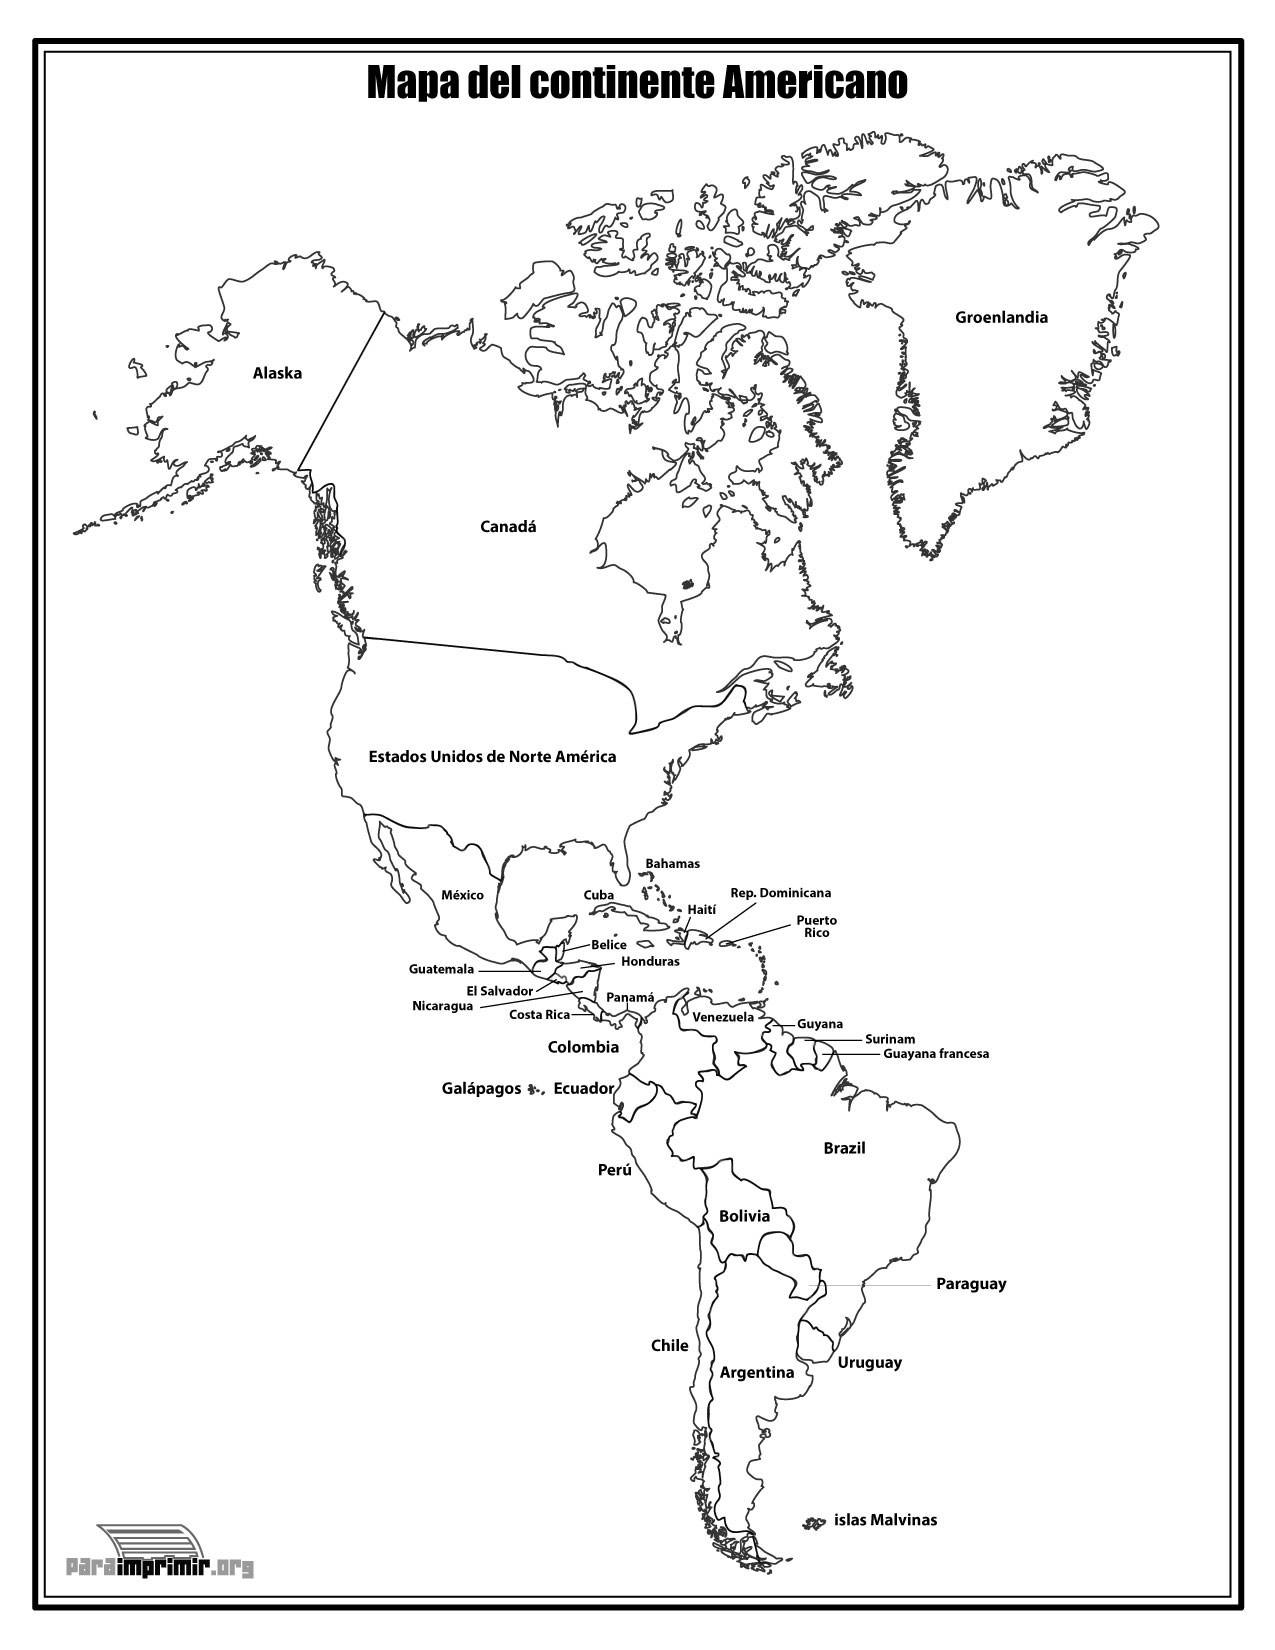 Mapa del continente Americano
Groenlandia
Alaska
Canadá
Estados Unidos de Norte América
Bahamas
México
Cuba
Rep. Dominicana
Haití
Puerto
Rico
Belice
Honduras
Guatemala
El Salvador
Nicaragua
Panamá
Costa Rica
Venezuela
Guyana
Surinam
Guayana francesa
Colombia
Galápagos
Ecuador
Brazil
Perú
Bolivia
Paraguay
Chile
Uruguay
Argentina
islas Malvinas
paraimprimir.org